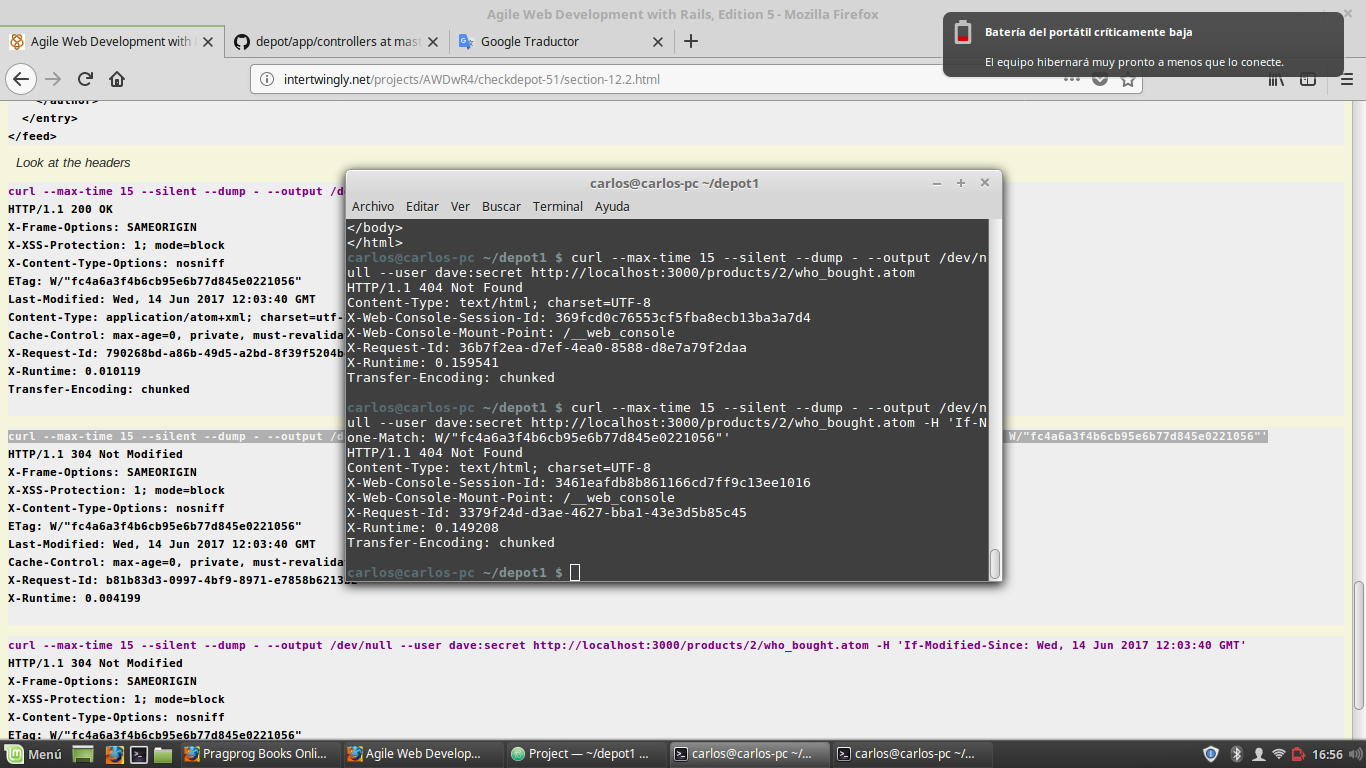 Agile Web Development with Rails, Edition 5 - Mozilla Firefox
Agile Web Development with
depot/app/controllers at mast
Google Traductor
Batería del portátil críticamente baja
El equipo hibernará muy pronto a menos que lo conecte.
intertwingly.net/projects/AWDwR4/checkdepot-51/section-12.2.html
</author>
</entry>
</feed>
Look at the headers
curl --max-time 15 --silent --dump - --output /d
HTTP/1.1 200 OK
X-Frame-Options: SAMEORIGIN
X-XSS-Protection: 1; mode=block
X-Content-Type-Options: nosniff
ETag: W/"fc4a6a3f4b6cb95e6b77d845e0221056"
Last-Modified: Wed, 14 Jun 2017 12:03:40 GMT
Content-Type: application/atom+xml; charset=utf-
Cache-Control: max-age=0, private, must-revalida
X-Request-Id: 790268bd-a86b-49d5-a2bd-8f39f5204b
X-Runtime: 0.010119
Transfer-Encoding: chunked
curl --max-time 15 --silent --dump - --output /d
W/"fc4a6a3f4b6cb95e6b77d845e0221056"'
HTTP/1.1 304 Not Modified
X-Frame-Options: SAMEORIGIN
X-XSS-Protection: 1; mode=block
X-Content-Type-Options: nosniff
ETag: W/"fc4a6a3f4b6cb95e6b77d845e0221056"
Last-Modified: Wed, 14 Jun 2017 12:03:40 GMT
Cache-Control: max-age=0, private, must-revalida
X-Request-Id: b81b83d3-0997-4bf9-8971-e7858b6213
X-Runtime: 0.004199
curl --max-time 15 --silent --dump - --output /dev/null --user dave:secret http://localhost:3000/products/2/who_bought.atom -H 'If-Modified-Since: Wed, 14 Jun 2017 12:03:40 GMT'
HTTP/1.1 304 Not Modified
X-Frame-Options: SAMEORIGIN
X-XSS-Protection: 1; mode=block
X-Content-Type-Options: nosniff
ETag: W/"fc4a6a3f4b6cb95e6b77d845e0221056"
carlos@carlos-pc ~/depot1
Archivo Editar Ver Buscar Terminal Ayuda
</body>
</html>
carlos@carlos-pc ~/depot1 $ curl --max-time 15 --silent --dump - --output /dev/n
ull --user dave:secret http://localhost:3000/products/2/who_bought.atom
HTTP/1.1 404 Not Found
Content-Type: text/html; charset=UTF-8
X-Web-Console-Session-Id: 369fcd0c76553cf5fba8ecb13ba3a7d4
X-Web-Console-Mount-Point: /__web_console
X-Request-Id: 36b7f2ea-d7ef-4ea0-8588-d8e7a79f2daa
X-Runtime: 0.159541
Transfer-Encoding: chunked
carlos@carlos-pc ~/depot1 $ curl --max-time 15 --silent --dump - --output /dev/n
ull --user dave:secret http://localhost:3000/products/2/who_bought.atom -H 'If-N
one-Match: W/"fc4a6a3f4b6cb95e6b77d845e0221056"'
HTTP/1.1 404 Not Found
Content-Type: text/html; charset=UTF-8
X-Web-Console-Session-Id: 3461eafdb8b861166cd7ff9c13ee1016
X-Web-Console-Mount-Point: /__web_console
X-Request-Id: 3379f24d-d3ae-4627-bba1-43e3d5b85c45
X-Runtime: 0.149208
Transfer-Encoding: chunked
carlos@carlos-pc ~/depot1 $
Menú
Pragprog Books Onli...
Agile Web Develop...
Project — ~/depot1 ...
carlos@carlos-pc ~/...
carlos@carlos-pc ~/...
16:56